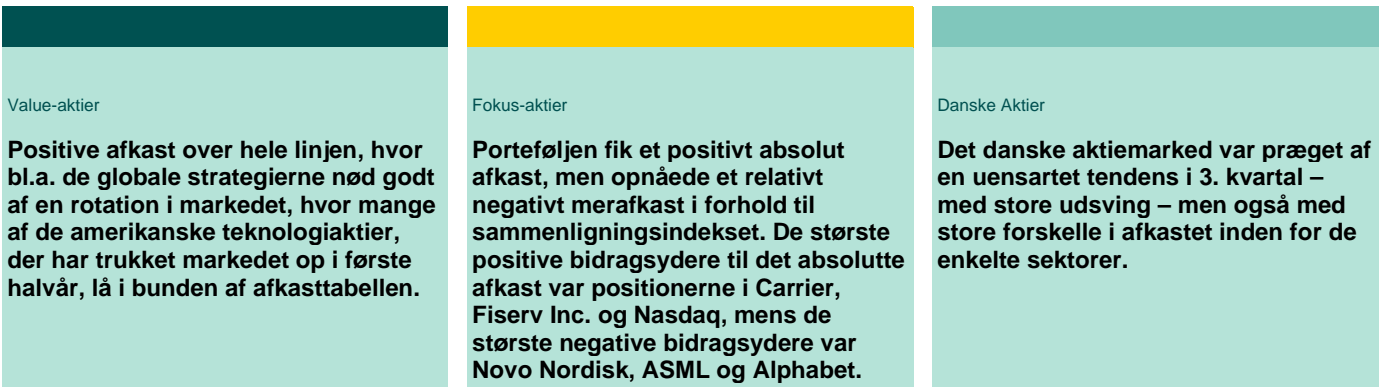 Value-aktier
Positive afkast over hele linjen, hvor
bl.a. de globale strategierne nød godt
af en rotation i markedet, hvor mange
af de amerikanske teknologiaktier,
der har trukket markedet op i første
halvår, lå i bunden af afkasttabellen.
Fokus-aktier
Porteføljen fik et positivt absolut
afkast, men opnåede et relativt
negativt merafkast i forhold til
sammenligningsindekset. De største
positive bidragsydere til det absolutte
afkast var positionerne i Carrier,
Fiserv Inc. og Nasdaq, mens de
største negative bidragsydere var
Novo Nordisk, ASML og Alphabet.
Danske Aktier
Det danske aktiemarked var præget af
en uensartet tendens i 3. kvartal –
med store udsving – men også med
store forskelle i afkastet inden for de
enkelte sektorer.